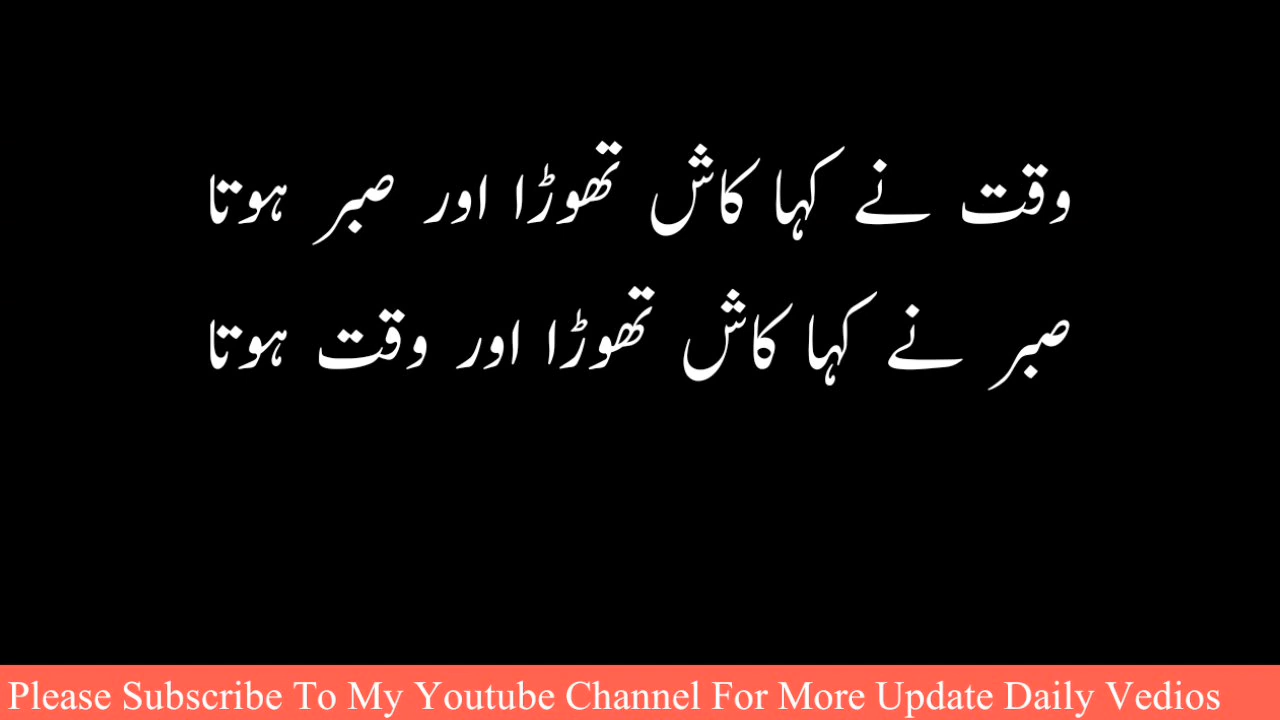 وقت نے کہا کاش تھوڑا اور صبر ہوتا
صبر نے کہا کاش تھوڑا اور وقت ہوتا
Please Subscribe To My Youtube Channel For More Update Daily Vedios